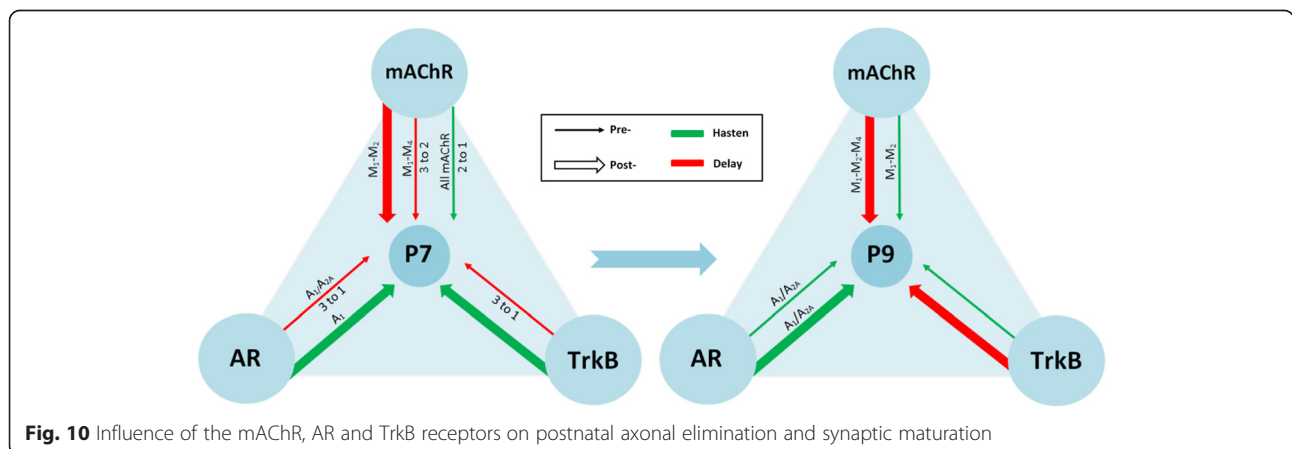 mAChR
M₁-M₂
M₁-M₄
3 to 2
All mAChR
2 to 1
P7
A₁/A₂A
3 to 1
A₁
3 to 1
AR
TrkB
Pre-
Hasten
Post-
Delay
mAChR
M₁-M₂-M₄
M₁-M₂
P9
A₁/A₂A
A₁/A₂A
AR
TrkB
Fig. 10 Influence of the mAChR, AR and TrkB receptors on postnatal axonal elimination and synaptic maturation